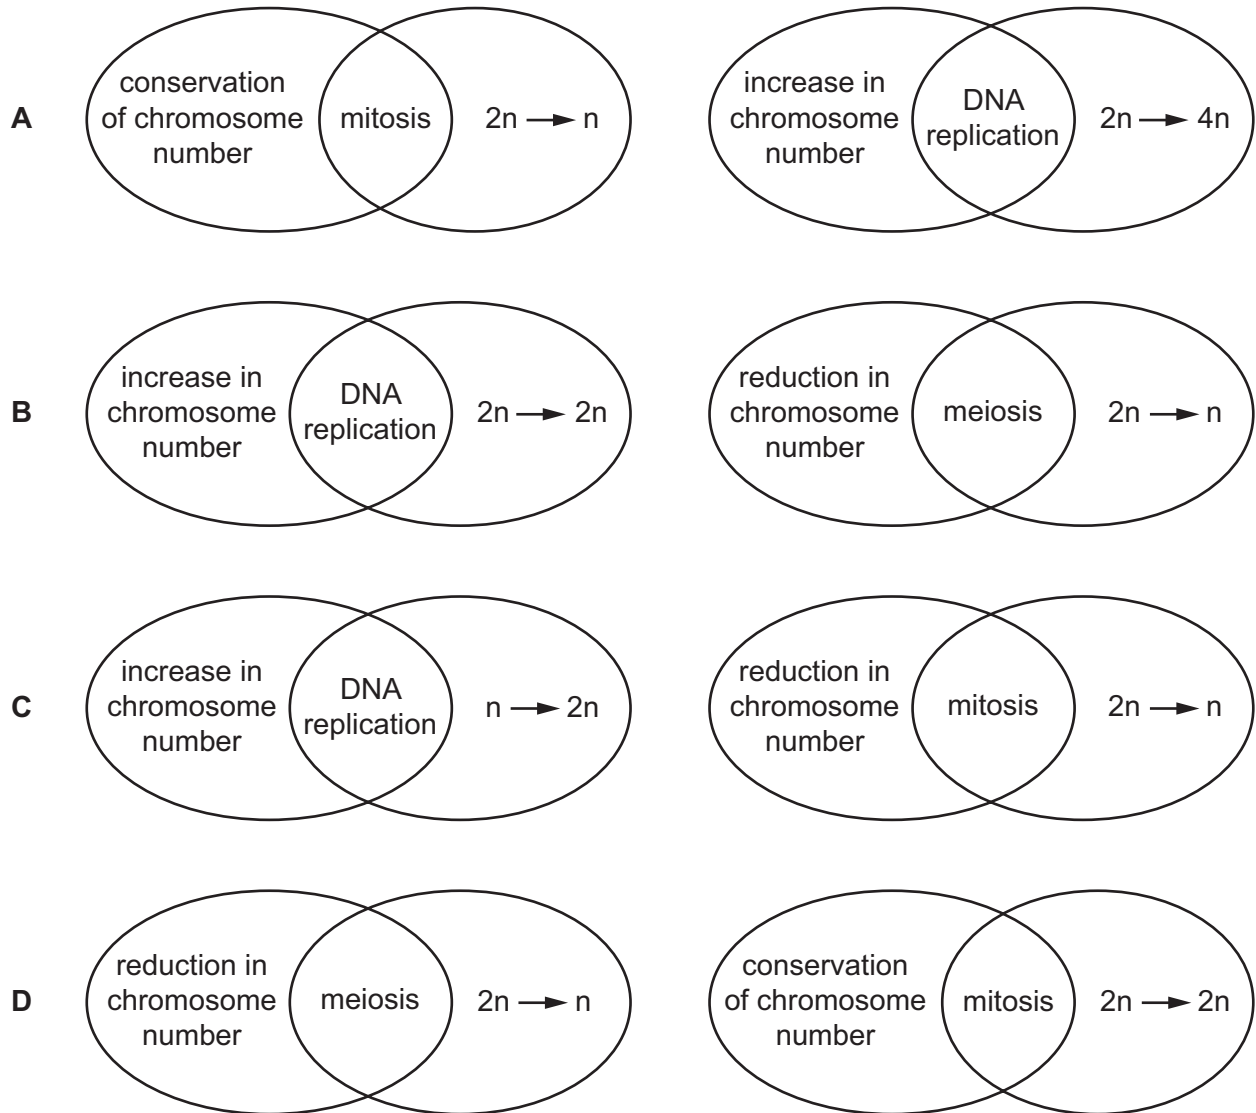 A
conservation
of chromosome
number
mitosis
2n → n
increase in
chromosome
number
DNA
replication
2n → 4n
B
increase in
chromosome
number
DNA
replication
2n → 2n
reduction in
chromosome
number
meiosis
2n → n
C
increase in
chromosome
number
DNA
replication
n → 2n
reduction in
chromosome
number
mitosis
2n → n
D
reduction in
chromosome
number
meiosis
2n → n
conservation
of chromosome
number
mitosis
2n → 2n